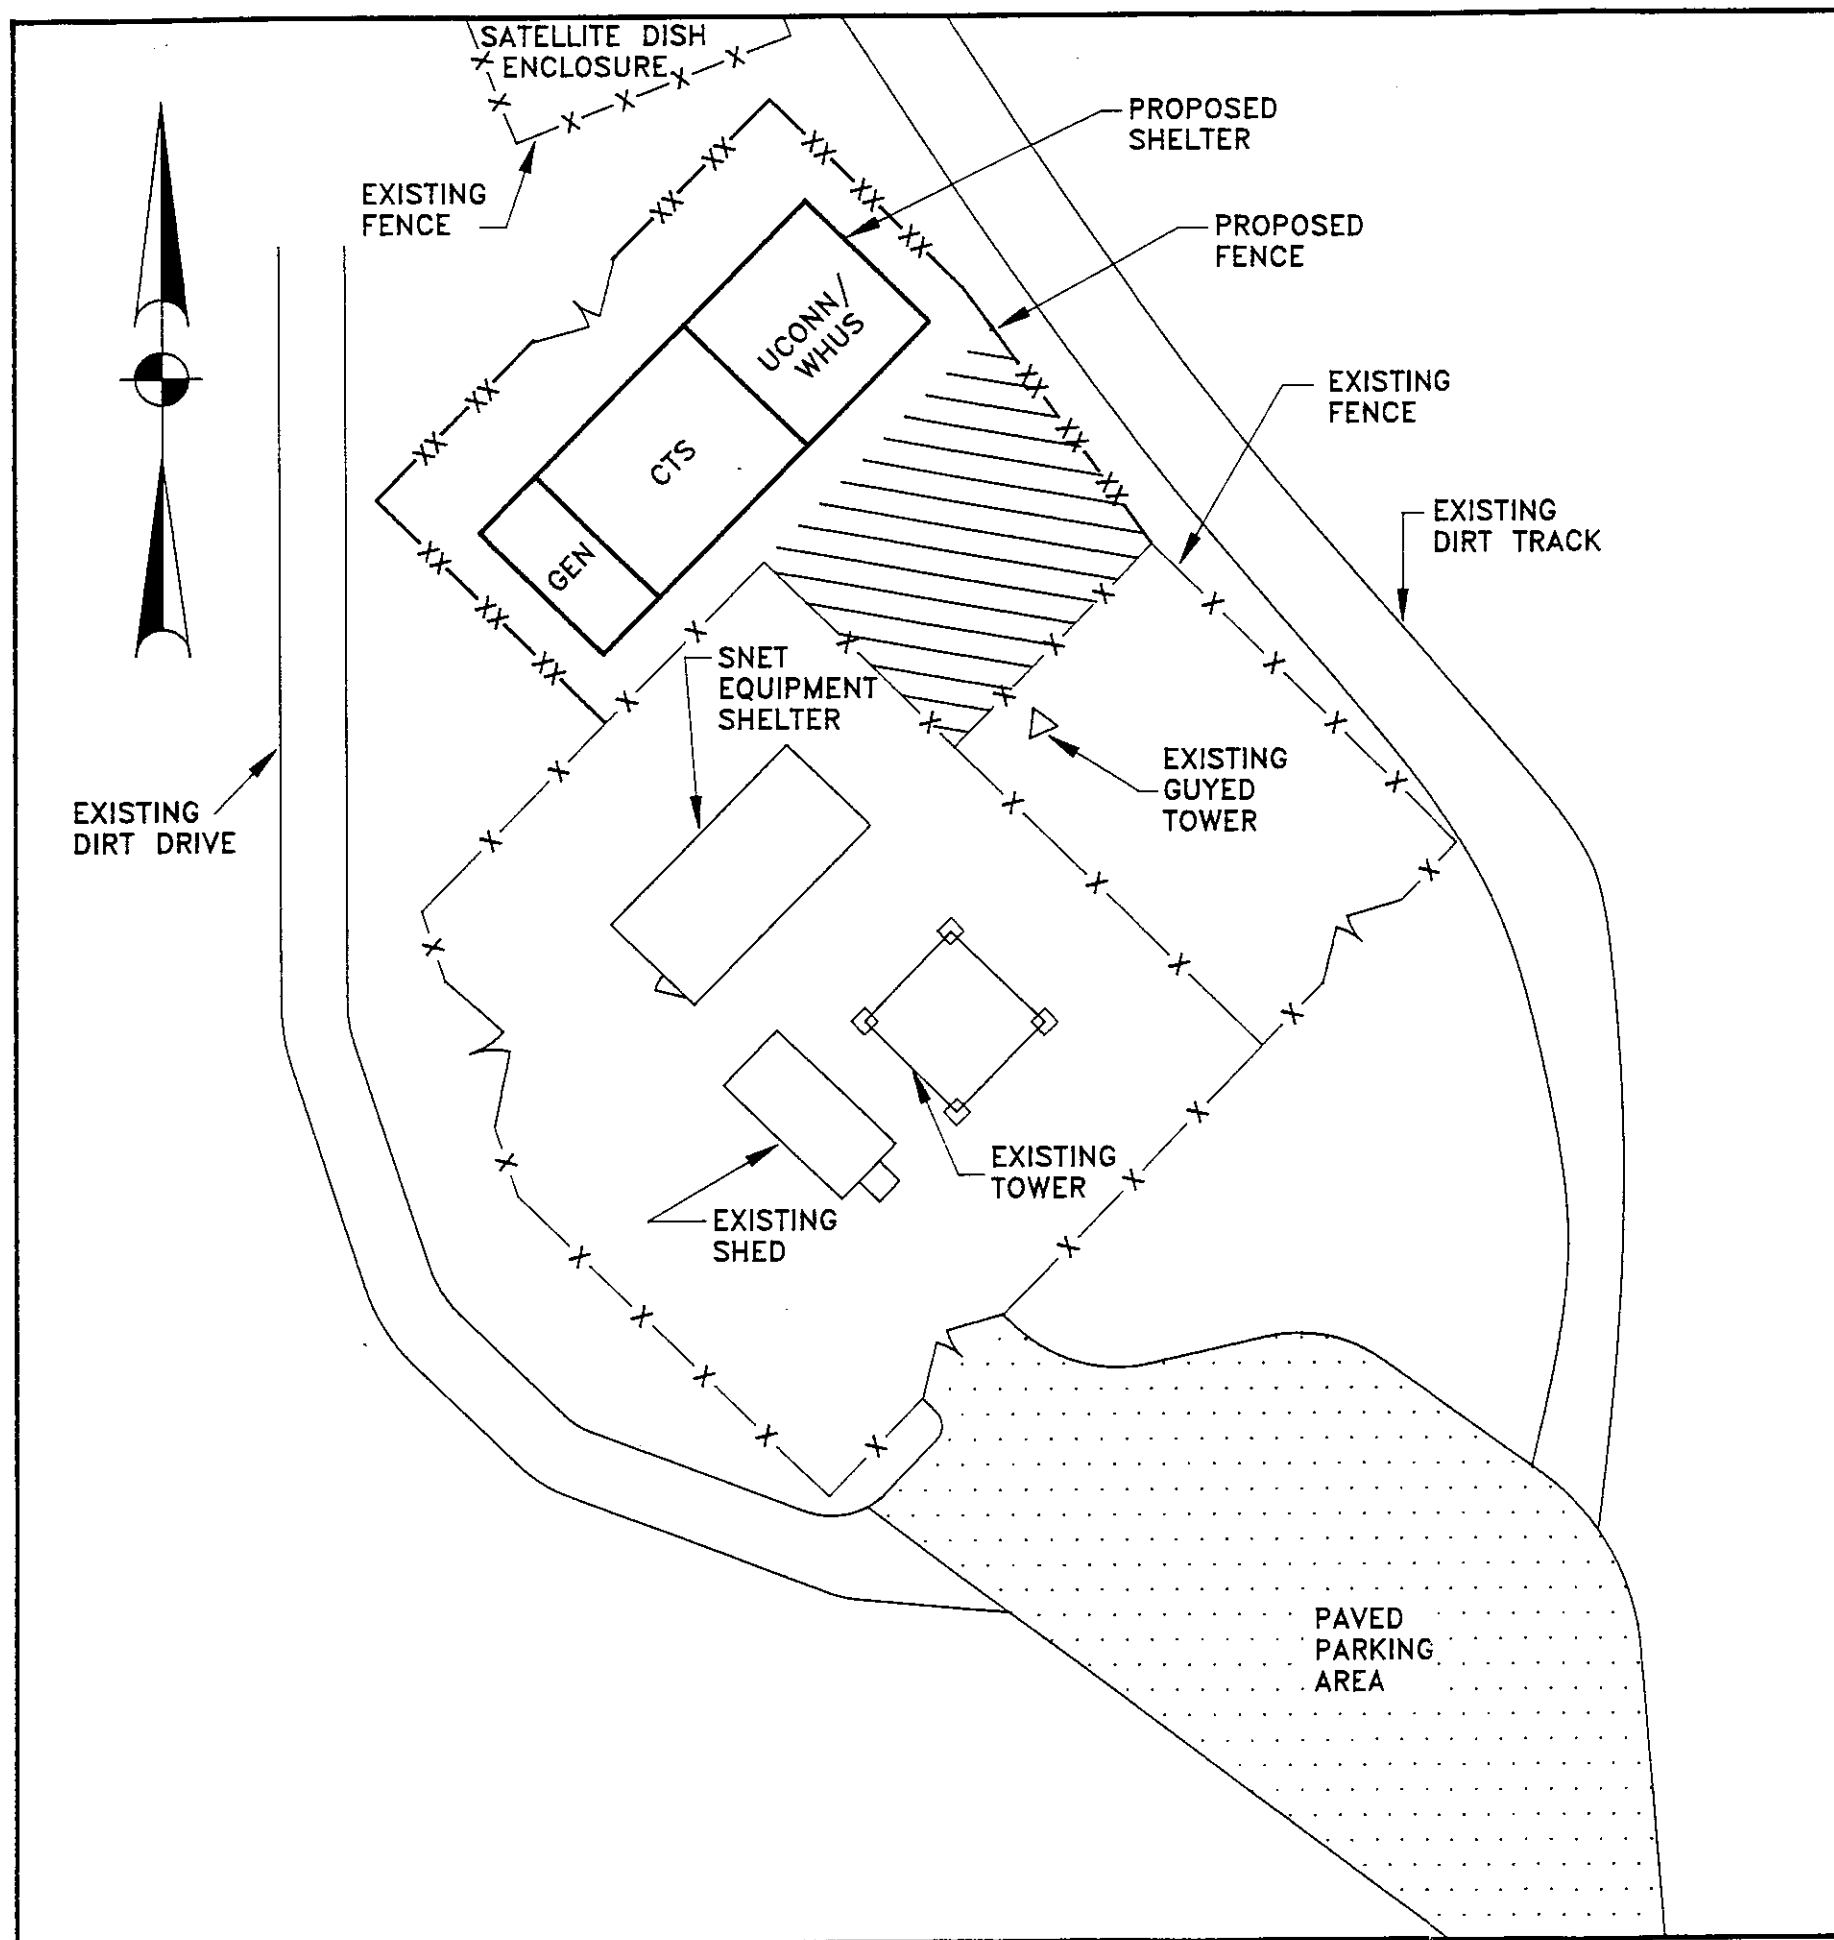 SATELLITE DISH
ENCLOSURE
PROPOSED
SHELTER
EXISTING
FENCE
PROPOSED
FENCE
UCONN/
WHUS
EXISTING
FENCE
CTS
EXISTING
DIRT TRACK
GEN
SNET
EQUIPMENT
SHELTER
EXISTING
GUYED
TOWER
EXISTING
DIRT DRIVE
EXISTING
TOWER
EXISTING
SHED
PAVED
PARKING
AREA